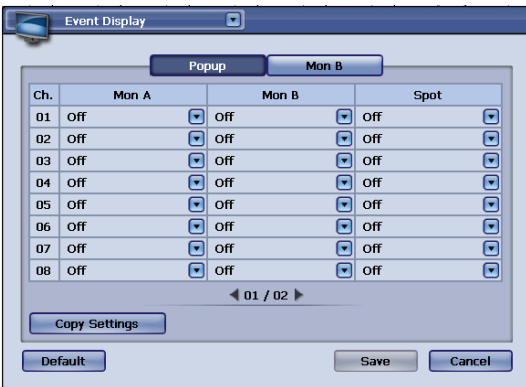 Event Display
Popup Mon B
Ch. Mon A Mon B Spot
01 Off Off Off
02 Off Off Off
03 Off Off Off
04 Off Off Off
05 Off Off Off
06 Off Off Off
07 Off Off Off
08 Off Off Off
01 / 02
Copy Settings
Default Save Cancel